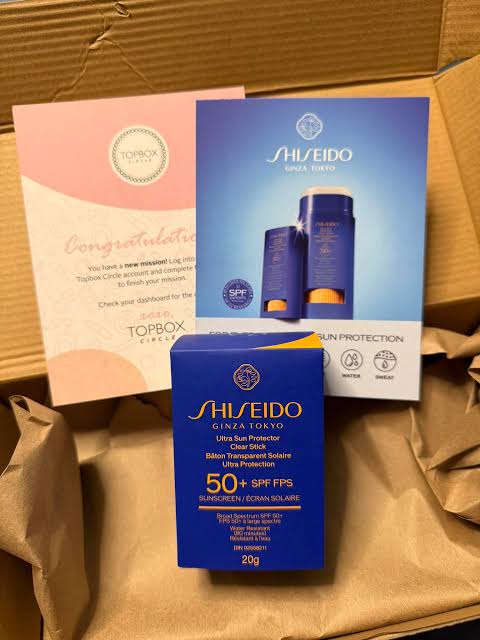 TOPBOX
CIRCLE
You have a new mission! Log into
Topbox Circle account and complete
to finish your mission.
Check your dashboard for the
xoxo,
TOPBOX
CIRCLE
SHISEIDO
GINZA TOKYO
SPF
EXPERTS
SUN PROTECTION
WATER
SWEAT
SHISEIDO
GINZA TOKYO
Ultra Sun Protector
Clear Stick
Bâton Transparent Solaire
Ultra Protection
50+ SPF FPS
SUNSCREEN / ÉCRAN SOLAIRE
Broad Spectrum SPF 50+
FPS 50+ à large spectre
Water Resistant
(80 minutes)
Résistant à l'eau
20g